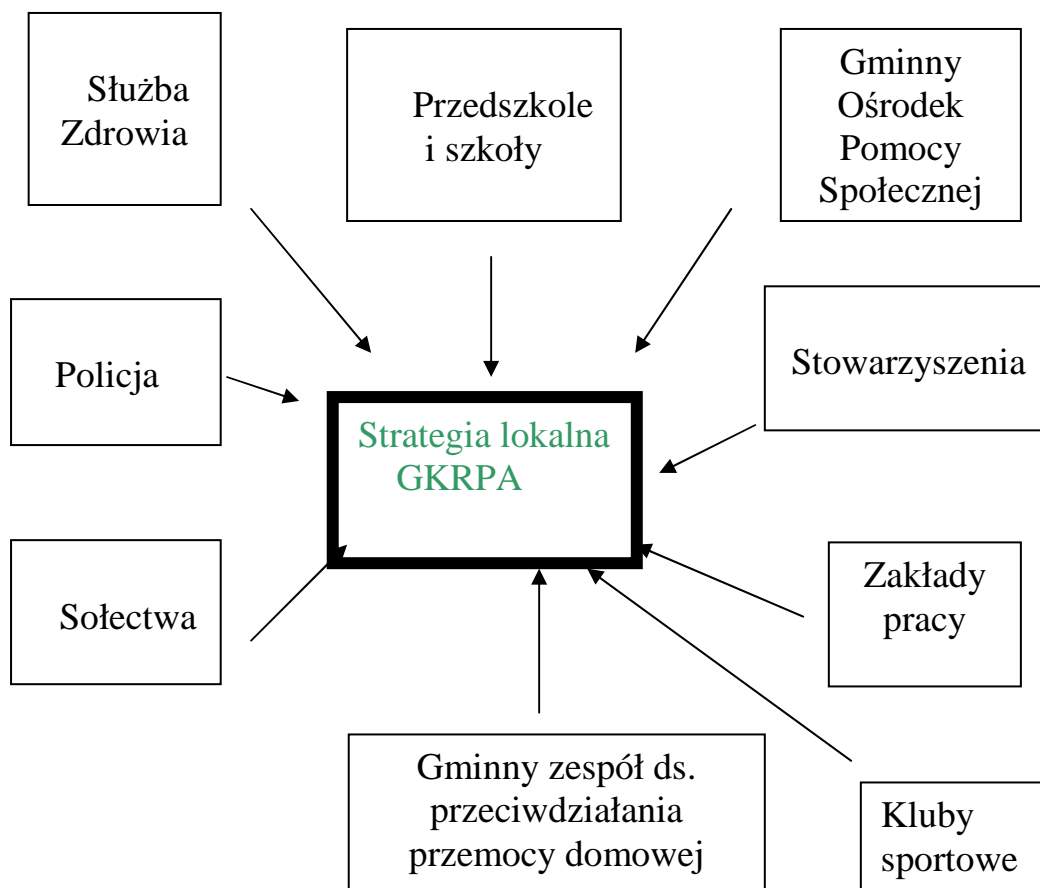 Służba
Zdrowia
Przedszkole
i szkoły
Gminny
Ośrodek
Pomocy
Społecznej
Policja
Stowarzyszenia
Strategia lokalna
GKRPA
Sołectwa
Zakłady
pracy
Gminny zespół ds.
przeciwdziałania
przemocy domowej
Kluby
sportowe